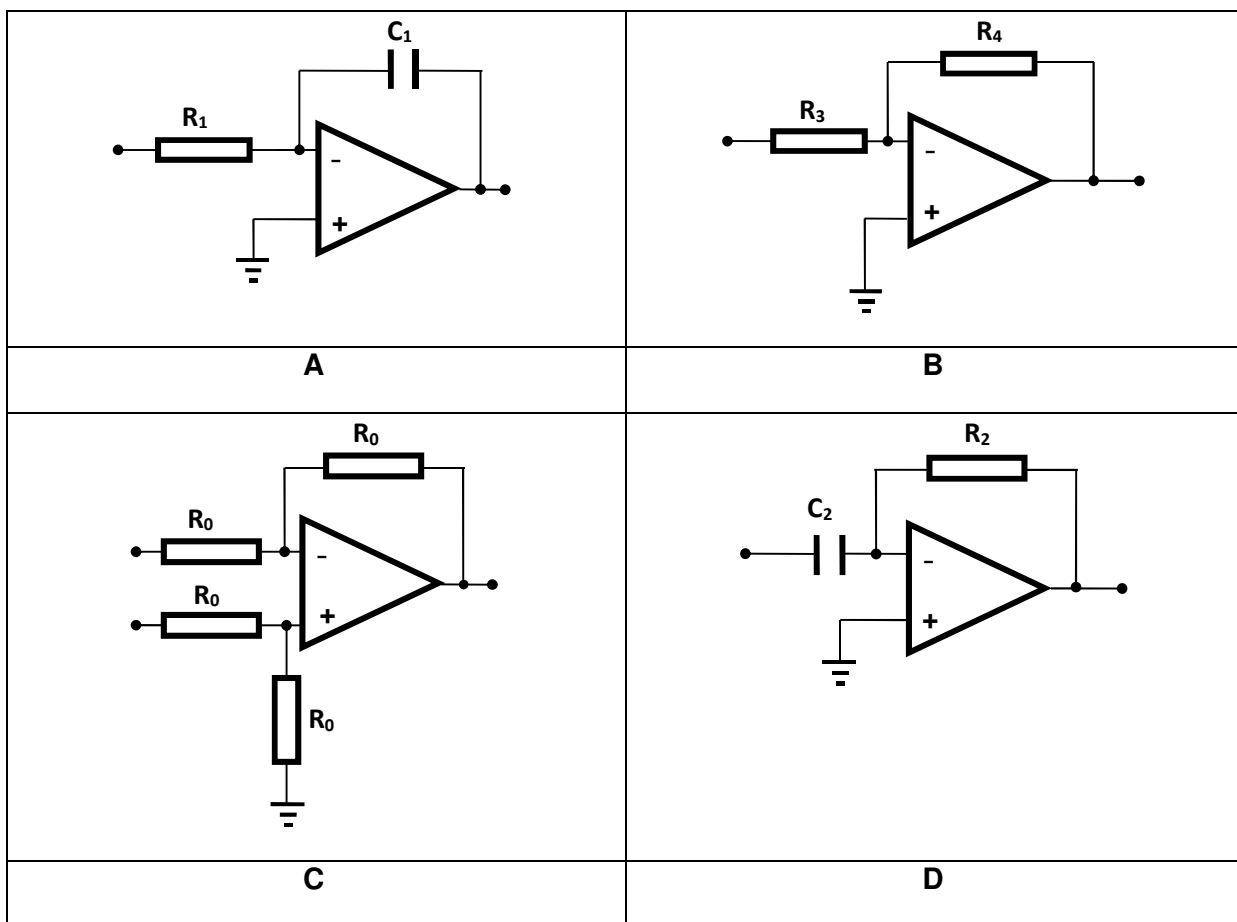 C₁
R₁
-
+
R₄
R₃
-
+
A
B
R₀
R₀
-
R₀
+
R₀
R₂
C₂
-
+
C
D